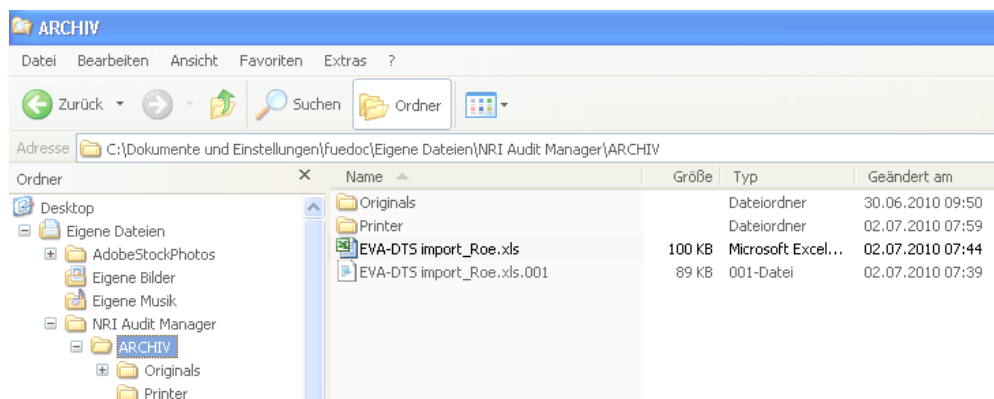 ARCHIV
Datei Bearbeiten Ansicht Favoriten Extras ?
Zurück Suchen Ordner
Adresse C:\Dokumente und Einstellungen\fuedoc\Eigene Dateien\NRI Audit Manager\ARCHIV
Ordner Name Größe Typ Geändert am
Desktop Originals Dateiordner 30.06.2010 09:50
Eigene Dateien Printer Dateiordner 02.07.2010 07:59
AdobeStockPhotos EVA-DTS import_Roe.xls 100 KB Microsoft Excel... 02.07.2010 07:44
Eigene Bilder EVA-DTS import_Roe.xls.001 89 KB 001-Datei 02.07.2010 07:39
Eigene Musik
NRI Audit Manager
ARCHIV
Originals
Printer